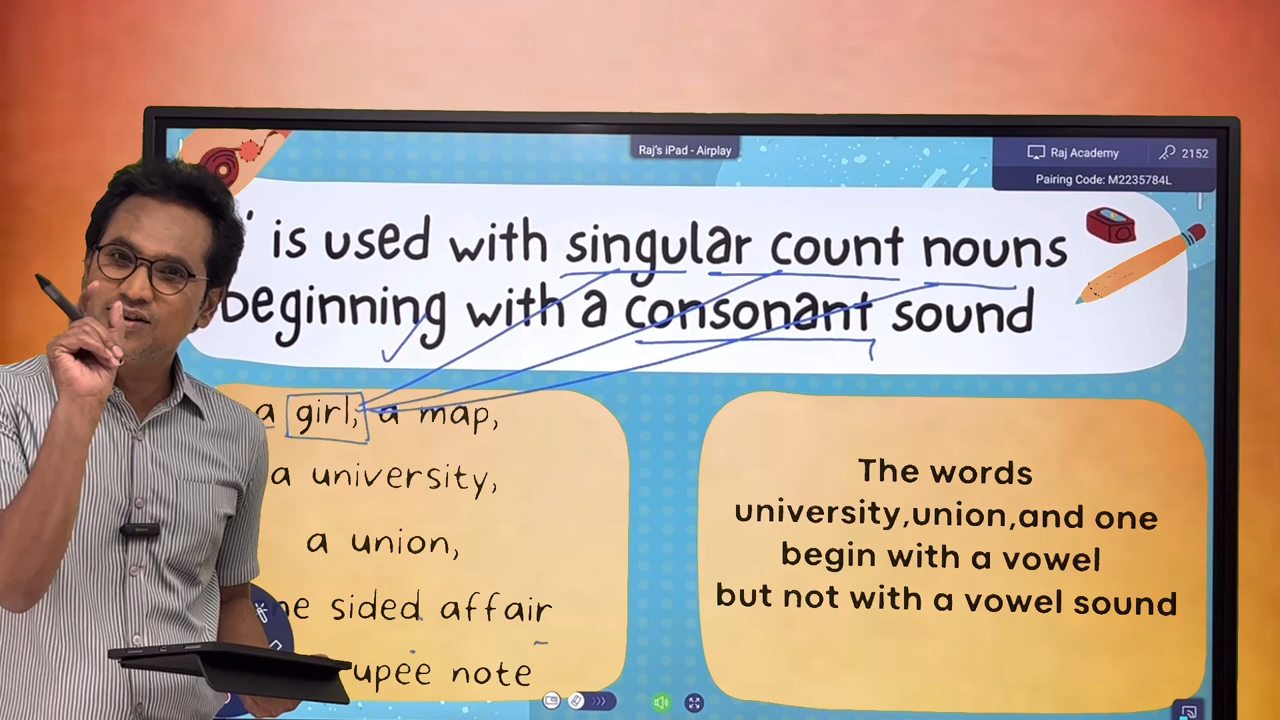 Raj's iPad - Airplay
Raj Academy 2152
Pairing Code: M2235784L
' is used with singular count nouns
beginning with a consonant sound
a girl, a map,
a university,
a union,
ne sided affair
upee note
The words
university,union,and one
begin with a vowel
but not with a vowel sound